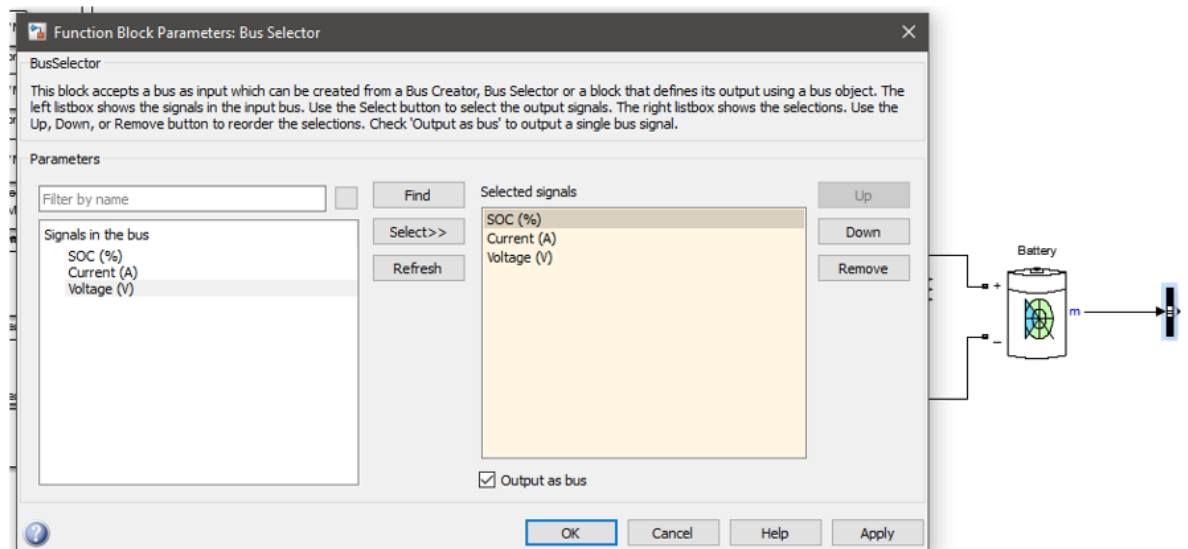 Function Block Parameters: Bus Selector
BusSelector
This block accepts a bus as input which can be created from a Bus Creator, Bus Selector or a block that defines its output using a bus object. The
left listbox shows the signals in the input bus. Use the Select button to select the output signals. The right listbox shows the selections. Use the
Up, Down, or Remove button to reorder the selections. Check 'Output as bus' to output a single bus signal.
Parameters
Filter by name
Find
Select>>
Refresh
Signals in the bus
SOC (%)
Current (A)
Voltage (V)
Selected signals
SOC (%)
Current (A)
Voltage (V)
Up
Down
Remove
Output as bus
OK
Cancel
Help
Apply
Battery
+
m
_